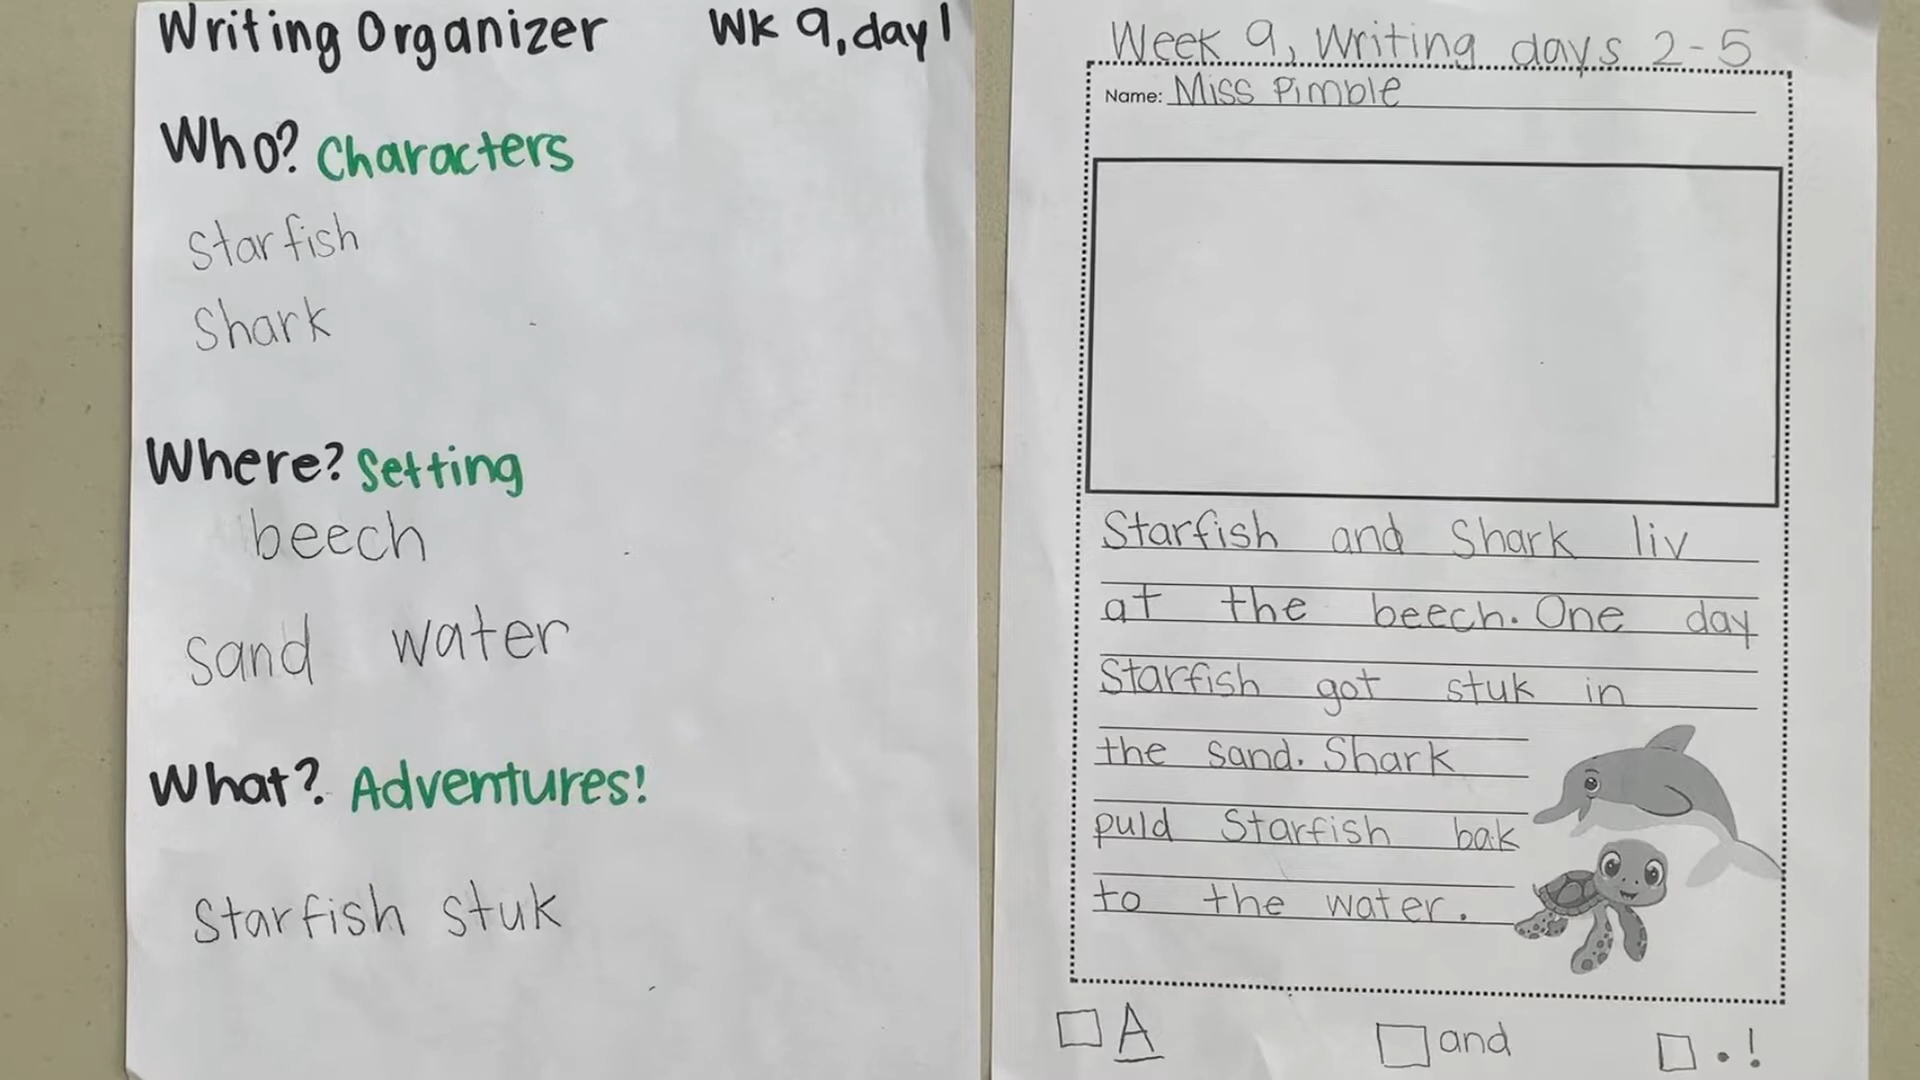 Writing Organizer Wk 9, day 1
Who? Characters
Starfish
Shark
Where? Setting
beech
sand water
What? Adventures!
Starfish stuk
Week 9, Writing days 2-5
Name: Miss Pimple
Starfish and Shark liv
at the beech. One day
Starfish got stuk in
the sand. Shark
puld Starfish bak
to the water.
A and . !